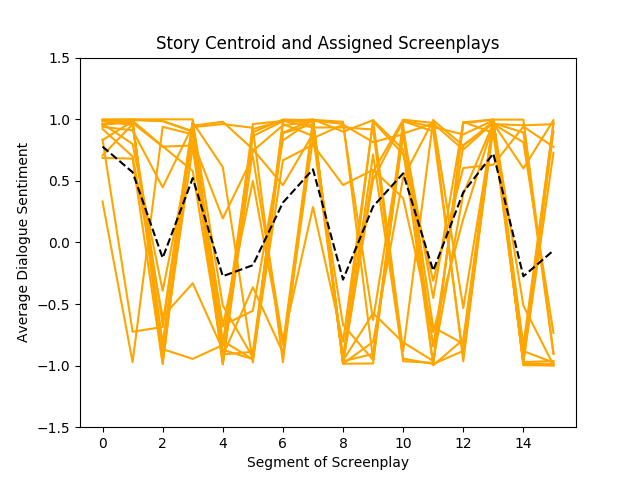 Story Centroid and Assigned Screenplays
1.5
1.0
0.5
0.0
−0.5
−1.0
−1.5
Average Dialogue Sentiment
0 2 4 6 8 10 12 14
Segment of Screenplay